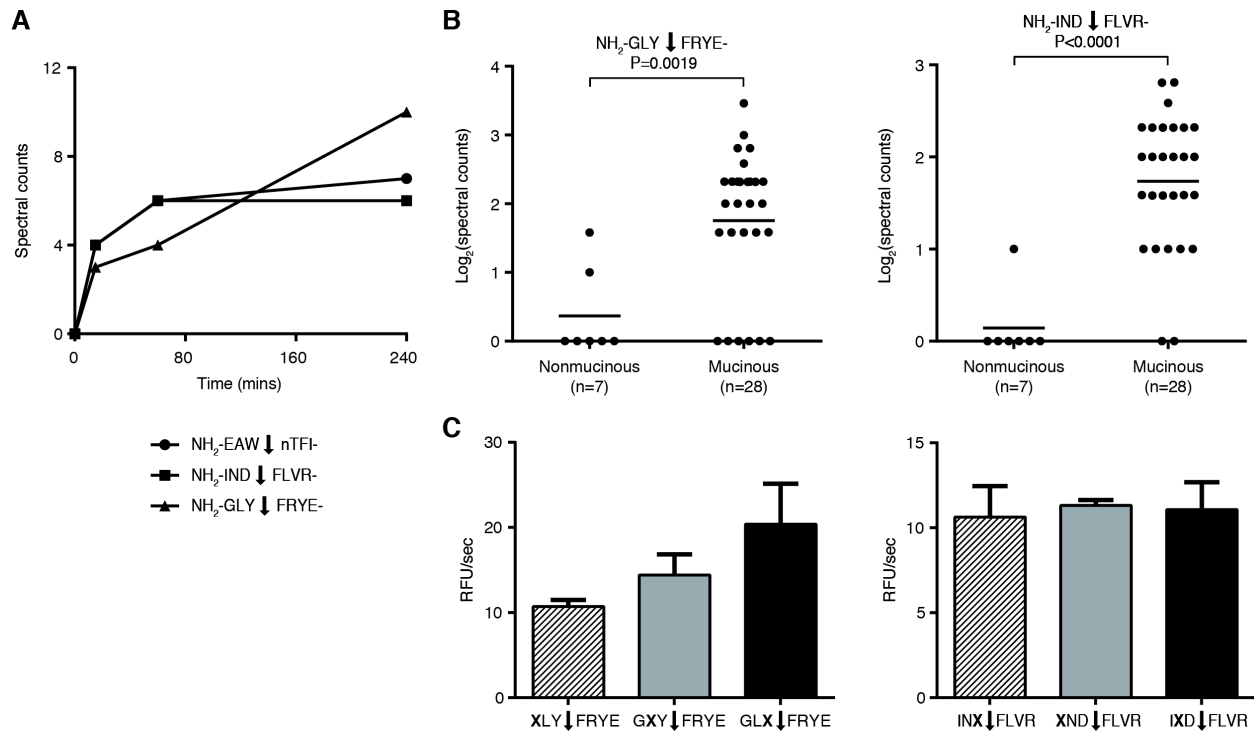 A
12
8
4
0
Spectral counts
0 80 160 240
Time (mins)
NH2-EAW↓nTFI-
NH2-IND↓FLVR-
NH2-GLY↓FRYE-
B
NH2-GLY↓FRYE-
P=0.0019
4
3
2
1
0
Log2(spectral counts)
Nonmucinous Mucinous
(n=7) (n=28)
NH2-IND↓FLVR-
P<0.0001
3
2
1
0
Log2(spectral counts)
Nonmucinous Mucinous
(n=7) (n=28)
C
30
20
10
0
RFU/sec
XLY↓FRYE GXY↓FRYE GLX↓FRYE
15
10
5
0
RFU/sec
INX↓FLVR XND↓FLVR IXD↓FLVR